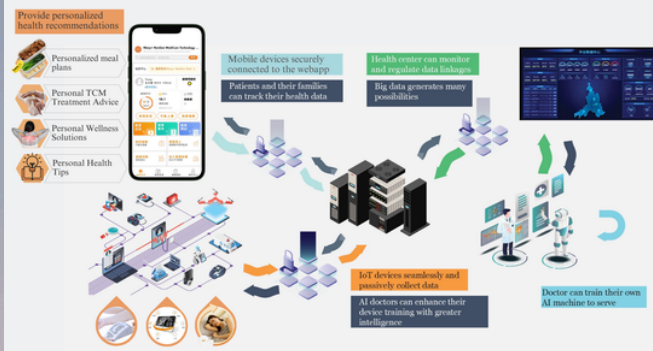 Provide personalized
health recommendations
Personalized meal
plans
Personal TCM
Treatment Advice
Personal Wellness
Solutions
Personal Health
Tips
Mobile devices securely
connected to the webapp
Patients and their families
can track their health data
Health center can monitor
and regulate data linkages
Big data generates many
possibilities
IoT devices seamlessly and
passively collect data
AI doctors can enhance their
device training with greater
intelligence
Doctor can train their own
AI machine to serve